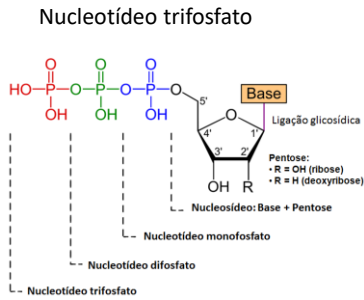 Nucleotídeo trifosfato
O O O
HO–P–O–P–O–P–O
OH OH OH
5'
Base
O
4' 1'
3' 2'
OH R
Ligação glicosídica
Pentose:
• R = OH (ribose)
• R = H (deoxyribose)
Nucleosídeo: Base + Pentose
Nucleotídeo monofosfato
Nucleotídeo difosfato
Nucleotídeo trifosfato